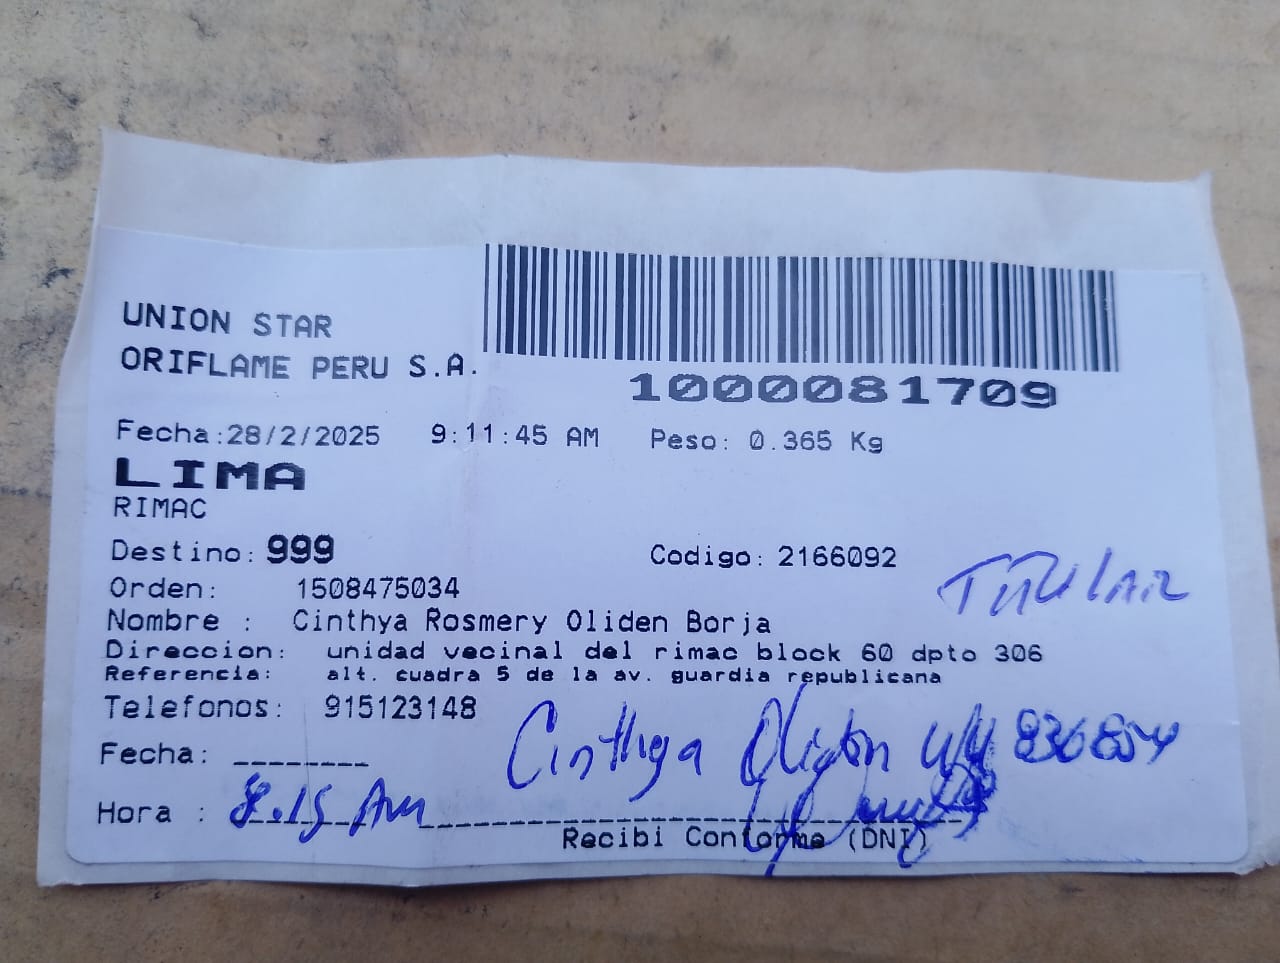 UNION STAR
ORIFLAME PERU S.A.
1000081709
Fecha:28/2/2025 9:11:45 AM Peso: 0.365 Kg
LIMA
RIMAC
Destino: 999 Codigo: 2166092
TITULAR
Orden: 1508475034
Nombre : Cinthya Rosmery Oliden Borja
Direccion: unidad vecinal del rimac block 60 dpto 306
Referencia: alt. cuadra 5 de la av. guardia republicana
Telefonos: 915123148
Cinthya Oliden
Fecha: ________
Hora : 8.15 AM
Recibi Conforme (DNI)